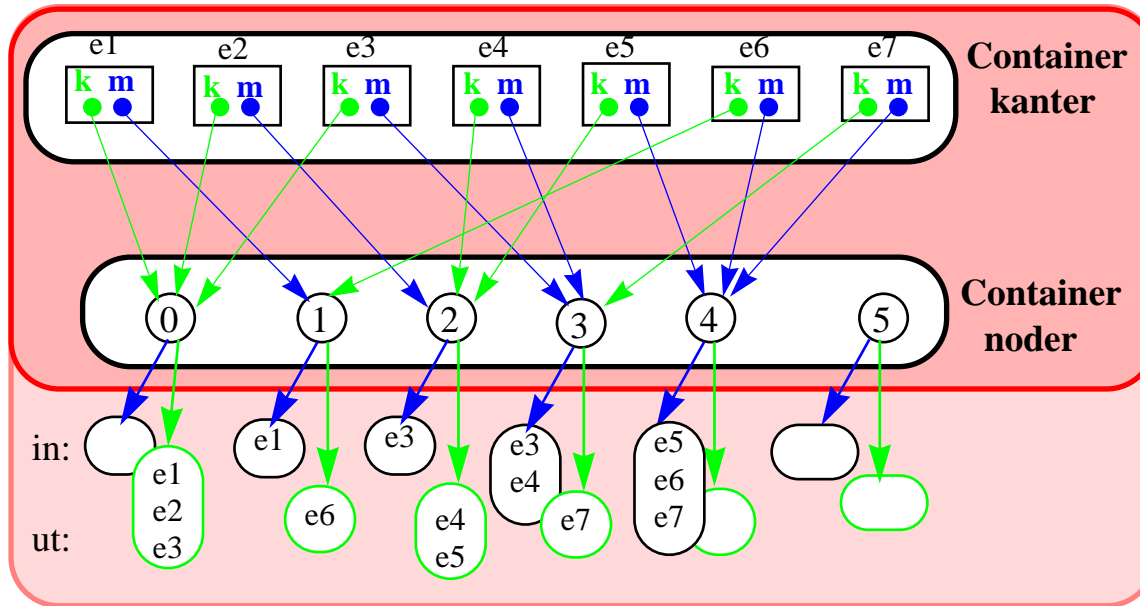 e1 e2 e3 e4 e5 e6 e7
k m k m k m k m k m k m k m
Container
kanter
0 1 2 3 4 5
Container
noder
in:
e1
e3
e3
e4
e5
e6
e7
ut:
e1
e2
e3
e6
e4
e5
e7